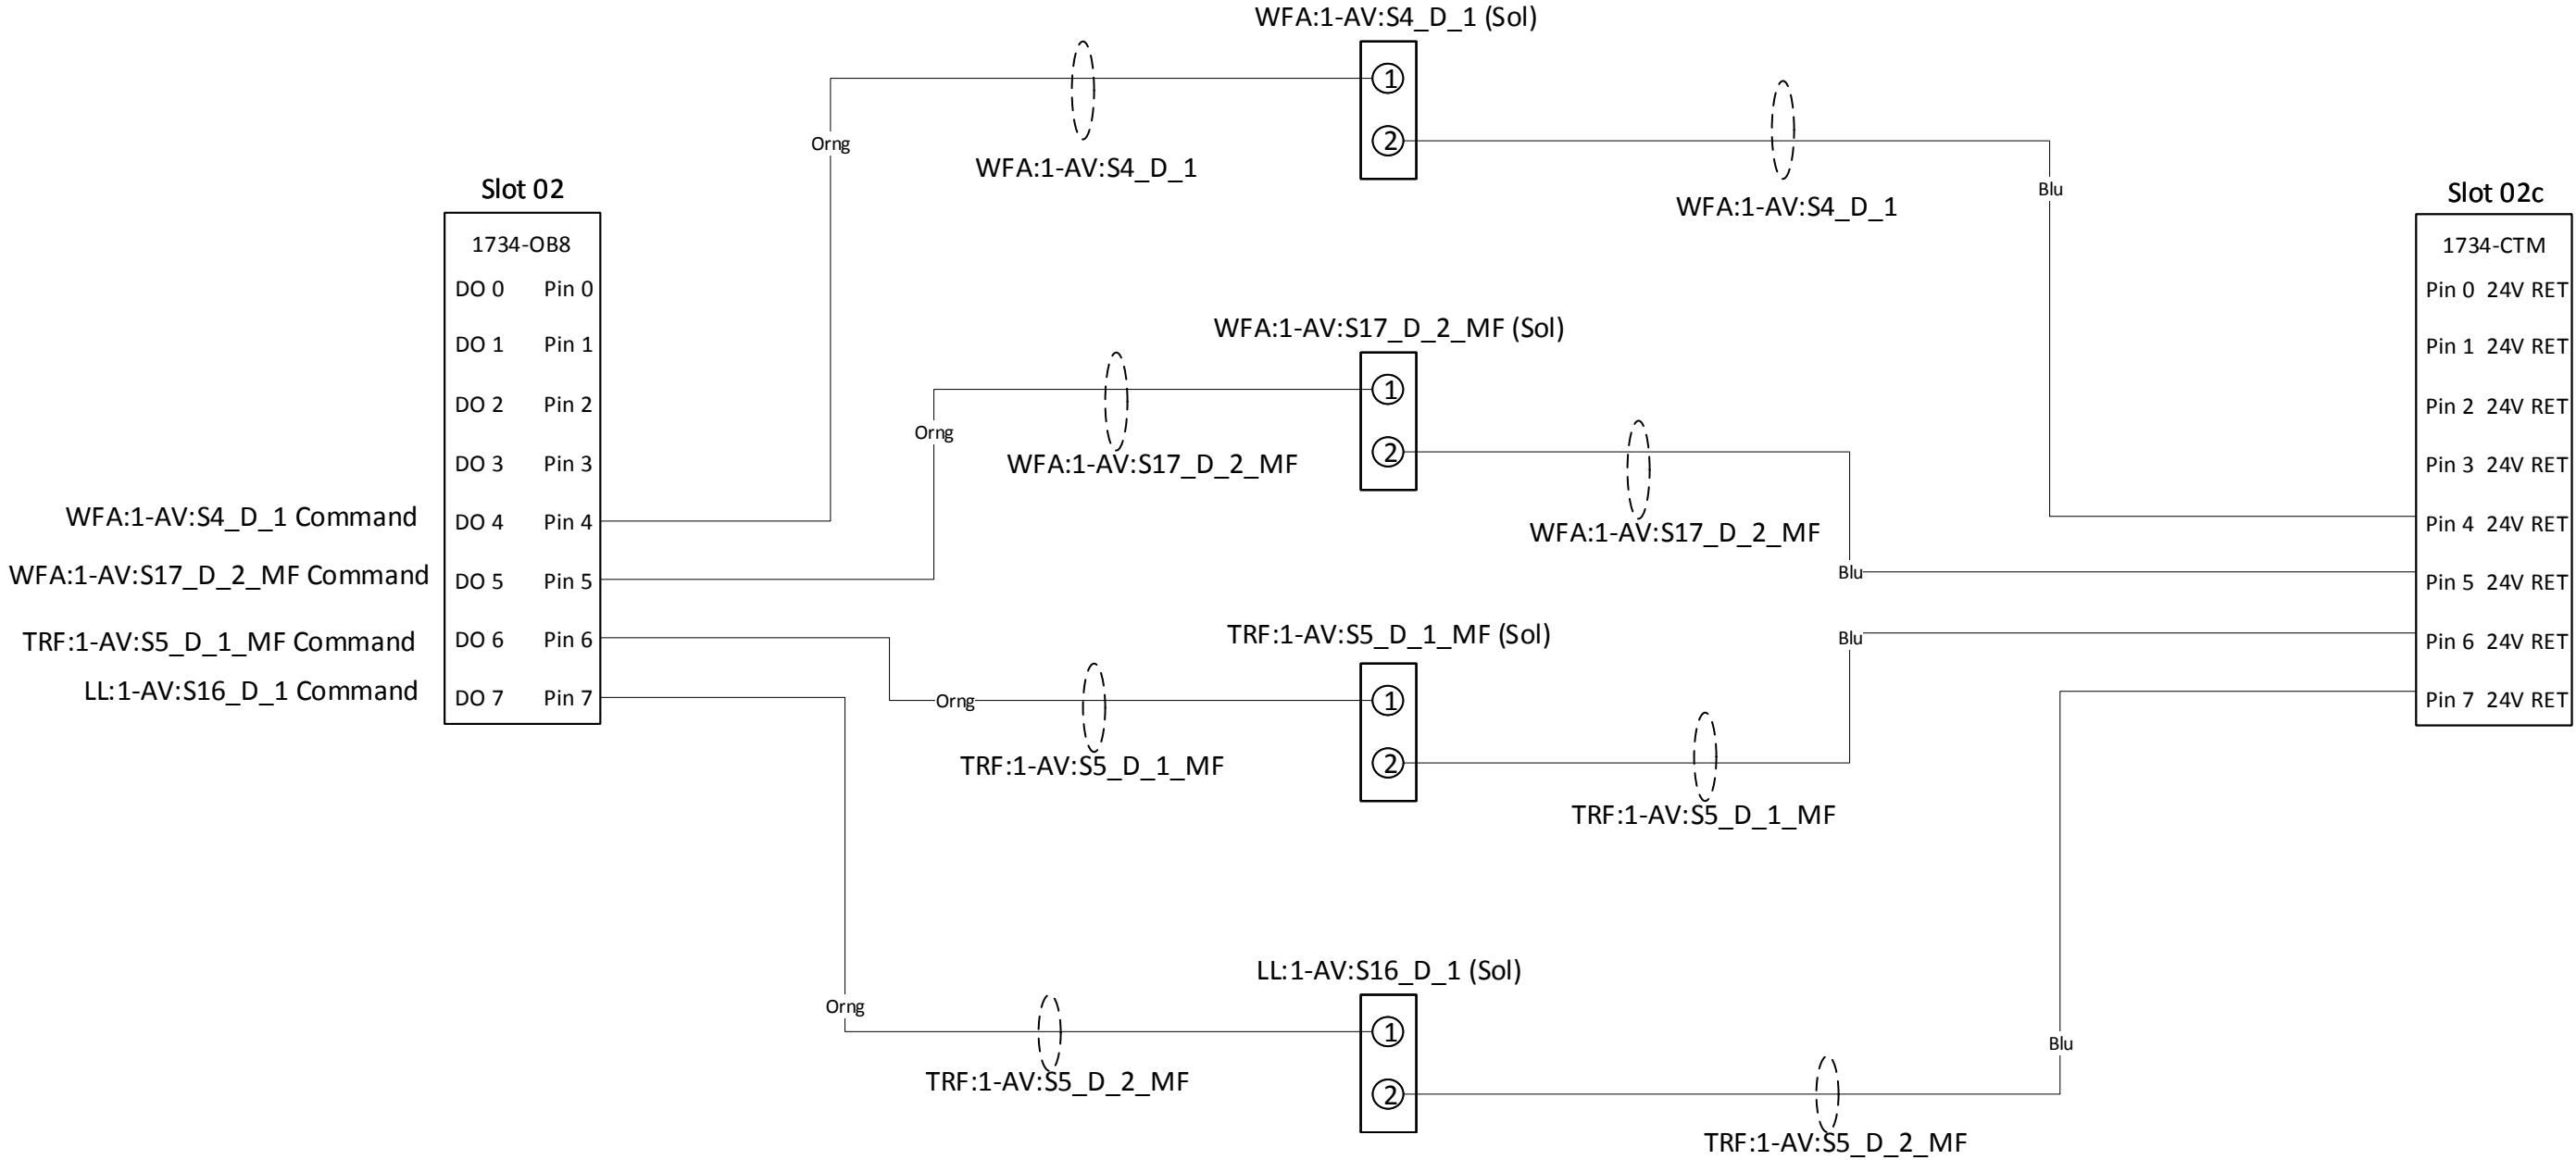 WFA:1-AV:S4_D_1 (Sol)
1
Orng
WFA:1-AV:S4_D_1
2
WFA:1-AV:S4_D_1
Blu
Slot 02
Slot 02c
1734-OB8
DO 0 Pin 0
DO 1 Pin 1
DO 2 Pin 2
DO 3 Pin 3
WFA:1-AV:S4_D_1 Command DO 4 Pin 4
WFA:1-AV:S17_D_2_MF Command DO 5 Pin 5
TRF:1-AV:S5_D_1_MF Command DO 6 Pin 6
LL:1-AV:S16_D_1 Command DO 7 Pin 7
1734-CTM
Pin 0 24V RET
Pin 1 24V RET
Pin 2 24V RET
Pin 3 24V RET
Pin 4 24V RET
Pin 5 24V RET
Pin 6 24V RET
Pin 7 24V RET
WFA:1-AV:S17_D_2_MF (Sol)
1
Orng
WFA:1-AV:S17_D_2_MF
2
WFA:1-AV:S17_D_2_MF
Blu
TRF:1-AV:S5_D_1_MF (Sol)
Blu
Orng
1
TRF:1-AV:S5_D_1_MF
2
TRF:1-AV:S5_D_1_MF
LL:1-AV:S16_D_1 (Sol)
Orng
1
TRF:1-AV:S5_D_2_MF
2
Blu
TRF:1-AV:S5_D_2_MF